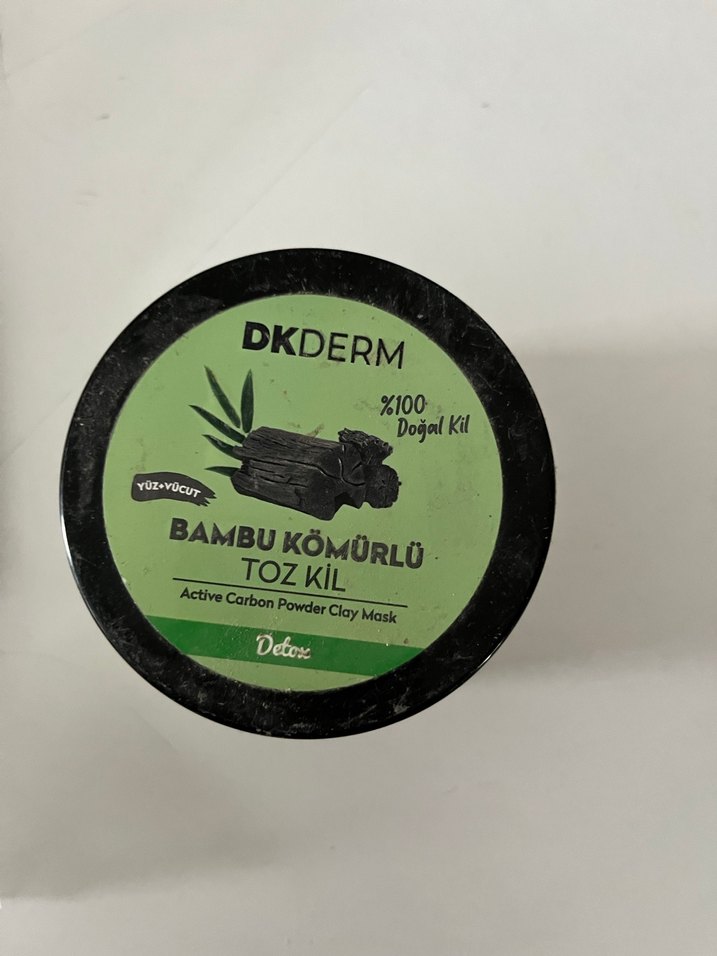 DKDERM
%100
Doğal Kil
YÜZ+VÜCUT
BAMBU KÖMÜRLÜ
TOZ KİL
Active Carbon Powder Clay Mask
Detox